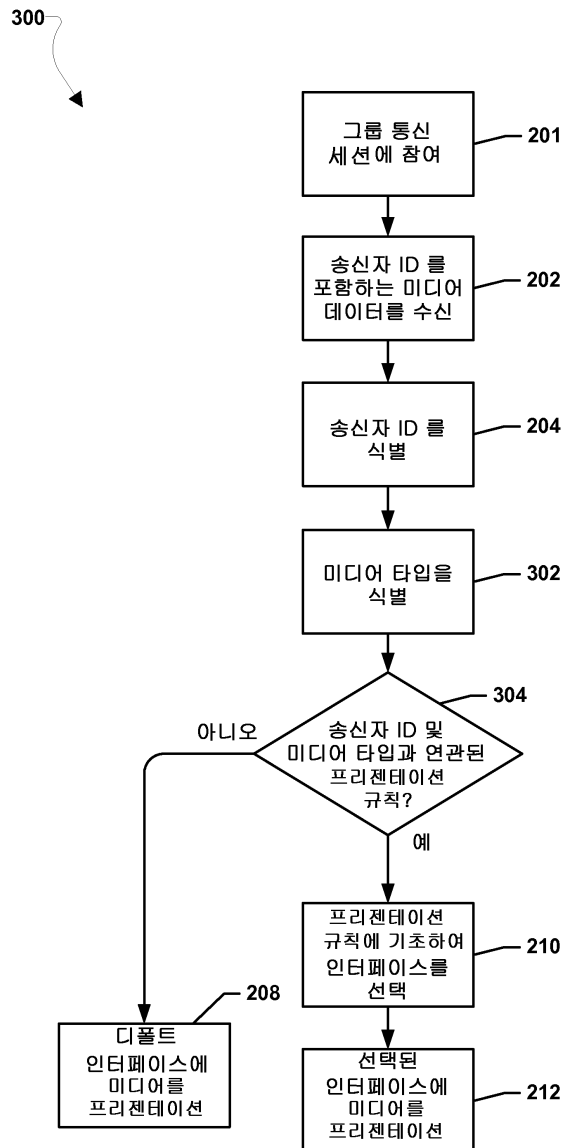 300
그룹 통신
세션에 참여
201
송신자 ID 를
포함하는 미디어
데이터를 수신
202
송신자 ID 를
식별
204
미디어 타입을
식별
302
304
송신자 ID 및
미디어 타입과 연관된
프리젠테이션
규칙?
아니오
예
프리젠테이션
규칙에 기초하여
인터페이스를
선택
210
208
디폴트
인터페이스에
미디어를
프리젠테이션
선택된
인터페이스에
미디어를
프리젠테이션
212